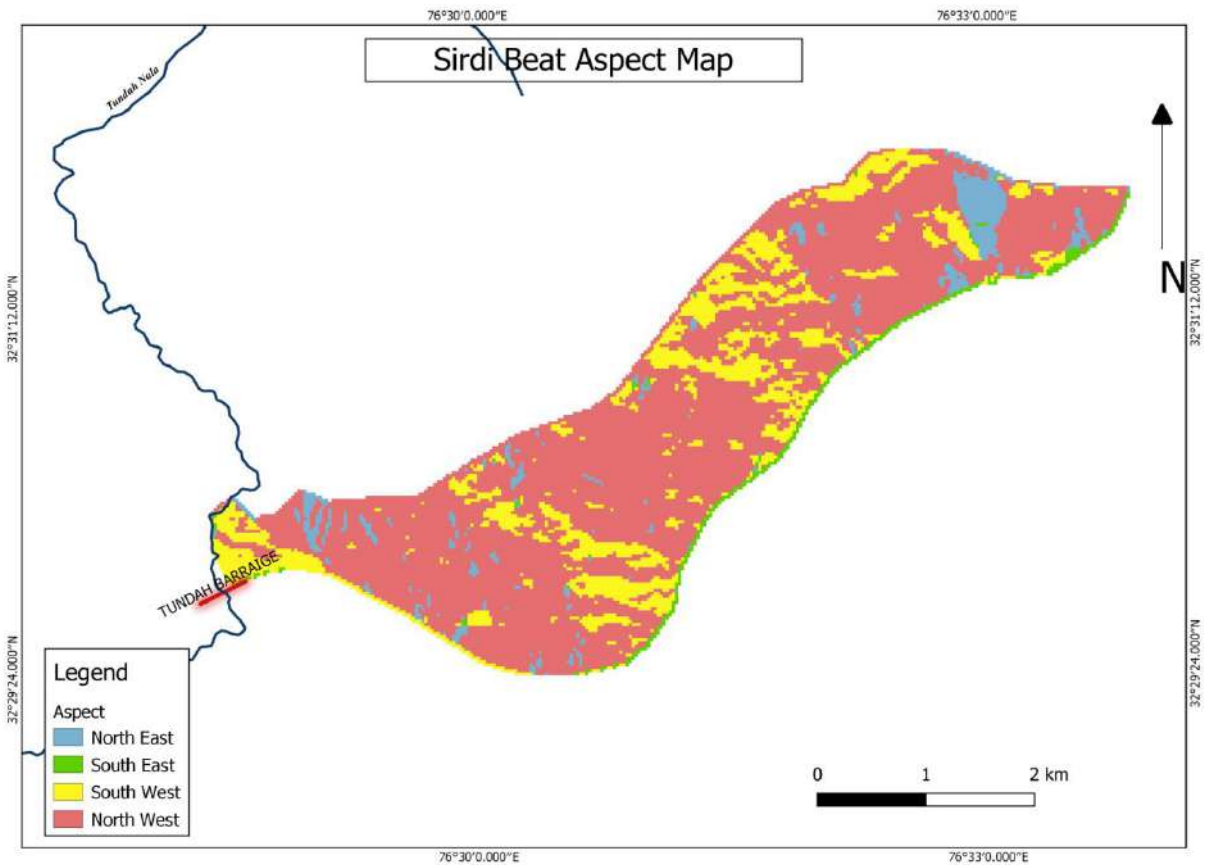 76°30'0.000"E
76°33'0.000"E
Sirdi Beat Aspect Map
Tundah Nala
N
32°31'12.000"N
32°31'12.000"N
TUNDAH BARRAIGE
32°29'24.000"N
32°29'24.000"N
Legend
Aspect
North East
South East
South West
North West
0 1 2 km
76°30'0.000"E
76°33'0.000"E